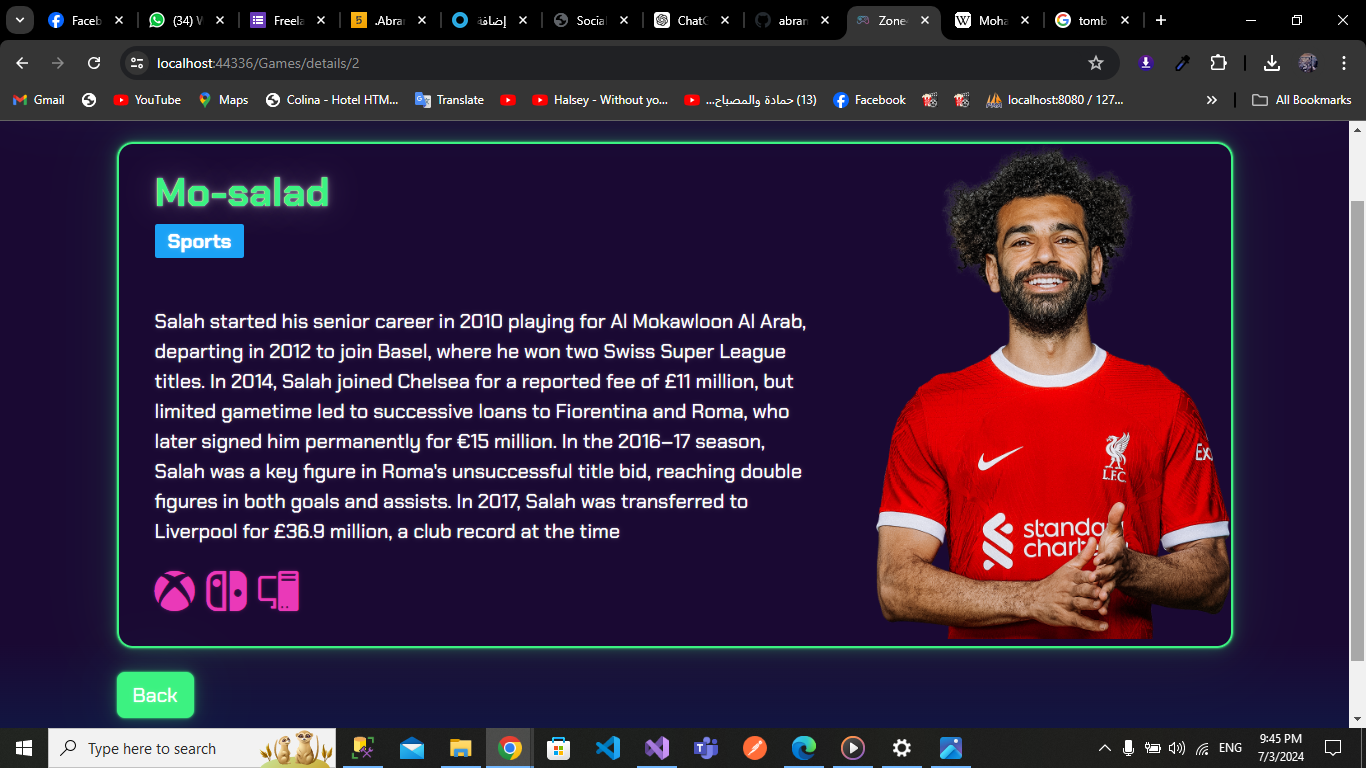 Faceb
(34) W
Freela
5
.Abran
إضافة
Social
ChatG
abran
Zone-
W
Moha
G
tomb
localhost:44336/Games/details/2
Gmail
YouTube
Maps
Colina - Hotel HTM...
Translate
Halsey - Without yo...
(13) حمادة والمصباح...
Facebook
localhost:8080 / 127...
All Bookmarks
Mo-salad
Sports
Salah started his senior career in 2010 playing for Al Mokawloon Al Arab,
departing in 2012 to join Basel, where he won two Swiss Super League
titles. In 2014, Salah joined Chelsea for a reported fee of £11 million, but
limited gametime led to successive loans to Fiorentina and Roma, who
later signed him permanently for €15 million. In the 2016–17 season,
Salah was a key figure in Roma's unsuccessful title bid, reaching double
figures in both goals and assists. In 2017, Salah was transferred to
Liverpool for £36.9 million, a club record at the time
L.F.C.
Ex
standa
chart
Back
Type here to search
ENG
9:45 PM
7/3/2024